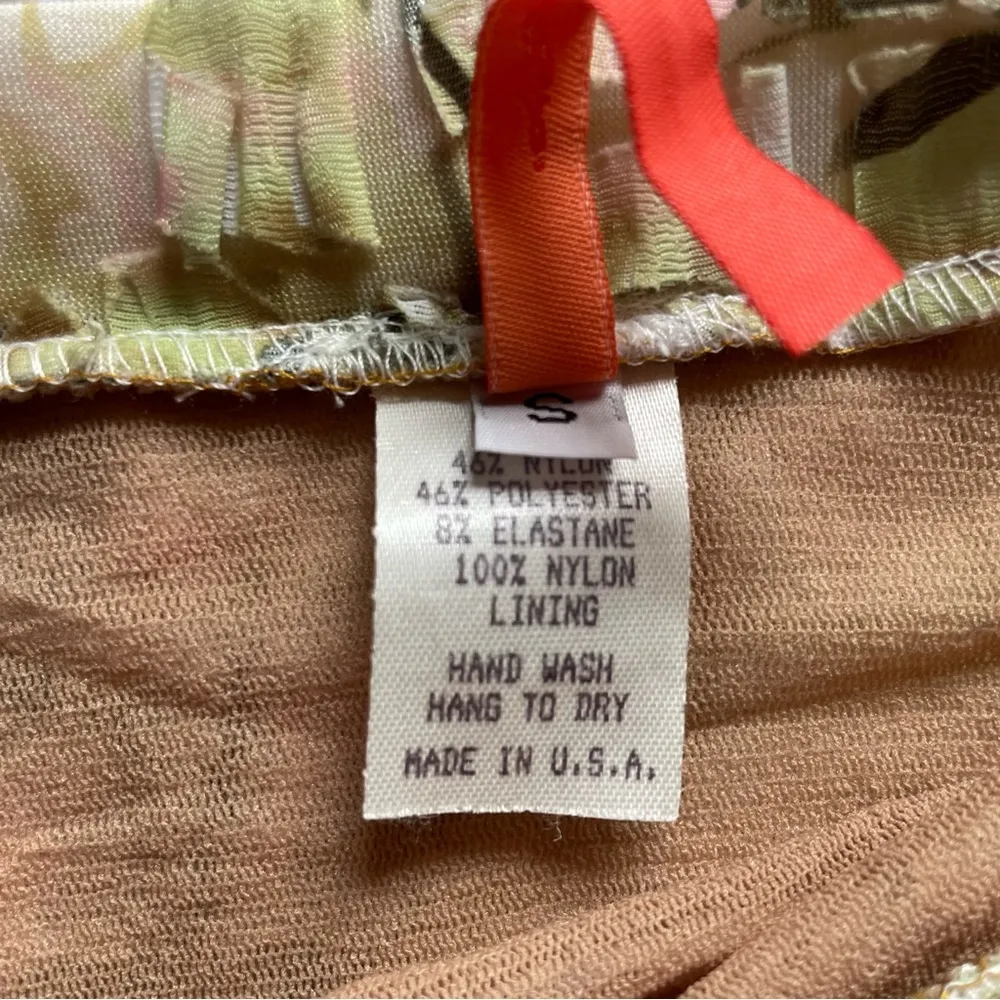 S
46% NYLON
46% POLYESTER
8% ELASTANE
100% NYLON
LINING
HAND WASH
HANG TO DRY
MADE IN U.S.A.